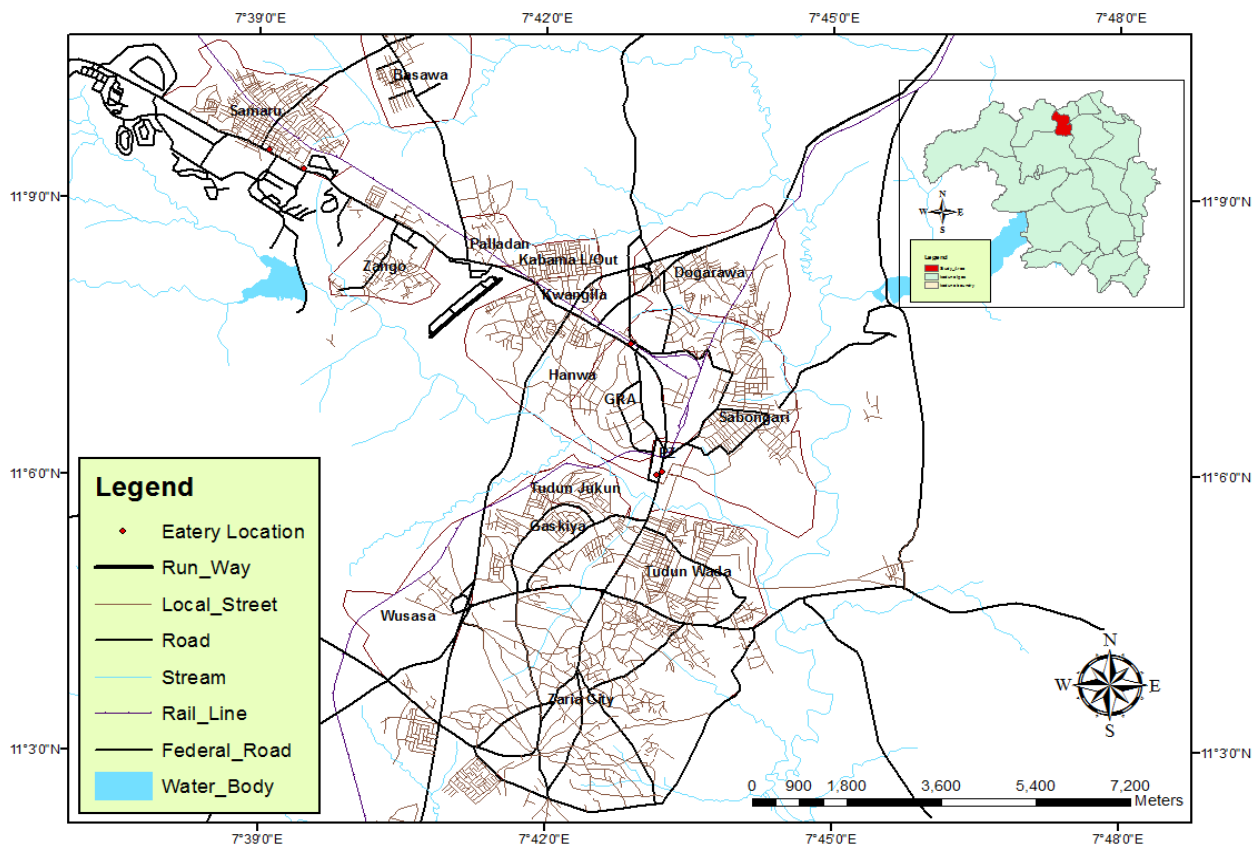 7°39'0"E 7°42'0"E 7°45'0"E 7°48'0"E
Basawa
Samaru
N
W E
S
Legend
Study_Area
11°9'0"N 11°9'0"N
Palladan
Kabama L/Out
Zango
Dogarawa
Kwangila
Hanwa
GRA
Sabongari
PZ
11°6'0"N 11°6'0"N
Tudun Jukun
Gaskiya
Tudun Wada
Wusasa
Zaria City
Legend
Eatery Location
Run_Way
Local_Street
Road
Stream
Rail_Line
Federal_Road
Water_Body
N
W E
S
11°3'0"N 11°3'0"N
0 900 1,800 3,600 5,400 7,200
Meters
7°39'0"E 7°42'0"E 7°45'0"E 7°48'0"E